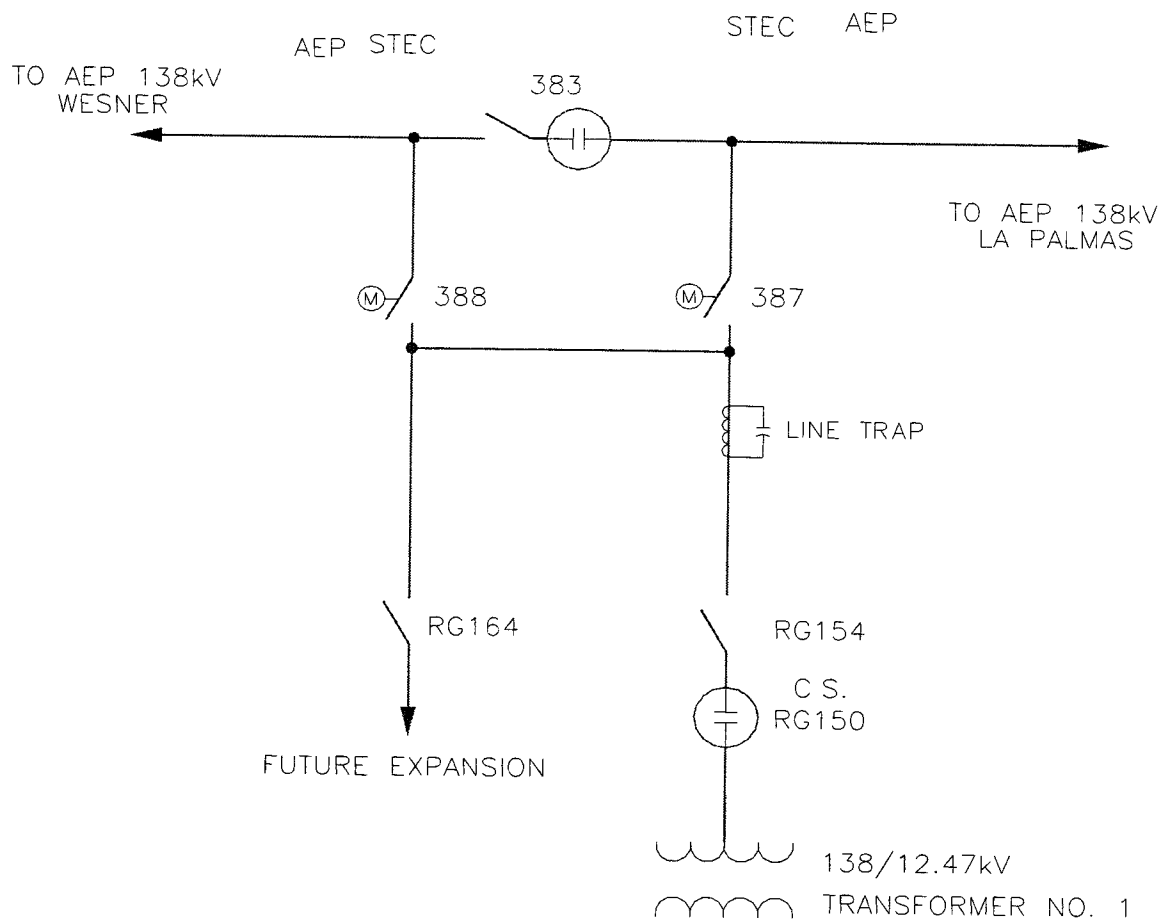 AEP STEC
STEC AEP
TO AEP 138kV
WESNER
383
TO AEP 138kV
LA PALMAS
M
388
M
387
LINE TRAP
RG164
RG154
C S.
RG150
FUTURE EXPANSION
138/12.47kV
TRANSFORMER NO. 1